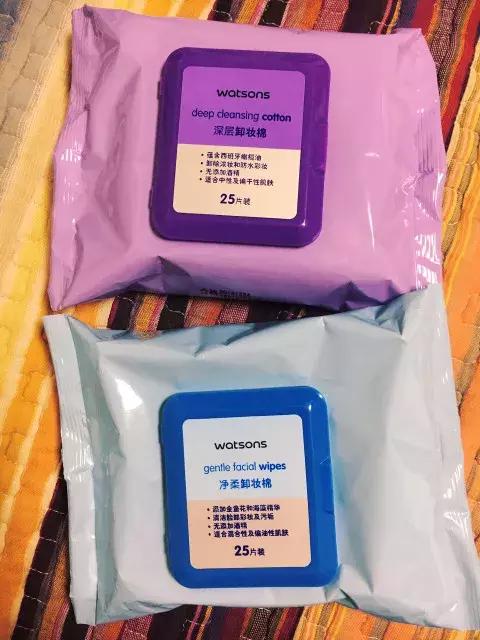 watsons
deep cleansing cotton
深层卸妆棉
• 蕴含西班牙橄榄油
• 卸除浓妆和防水彩妆
• 无添加酒精
• 适合中性及偏干性肌肤
25片装
watsons
gentle facial wipes
净柔卸妆棉
• 添加金盏花和海藻精华
• 清洁脸部彩妆及污垢
• 无添加酒精
• 适合混合性及偏油性肌肤
25片装